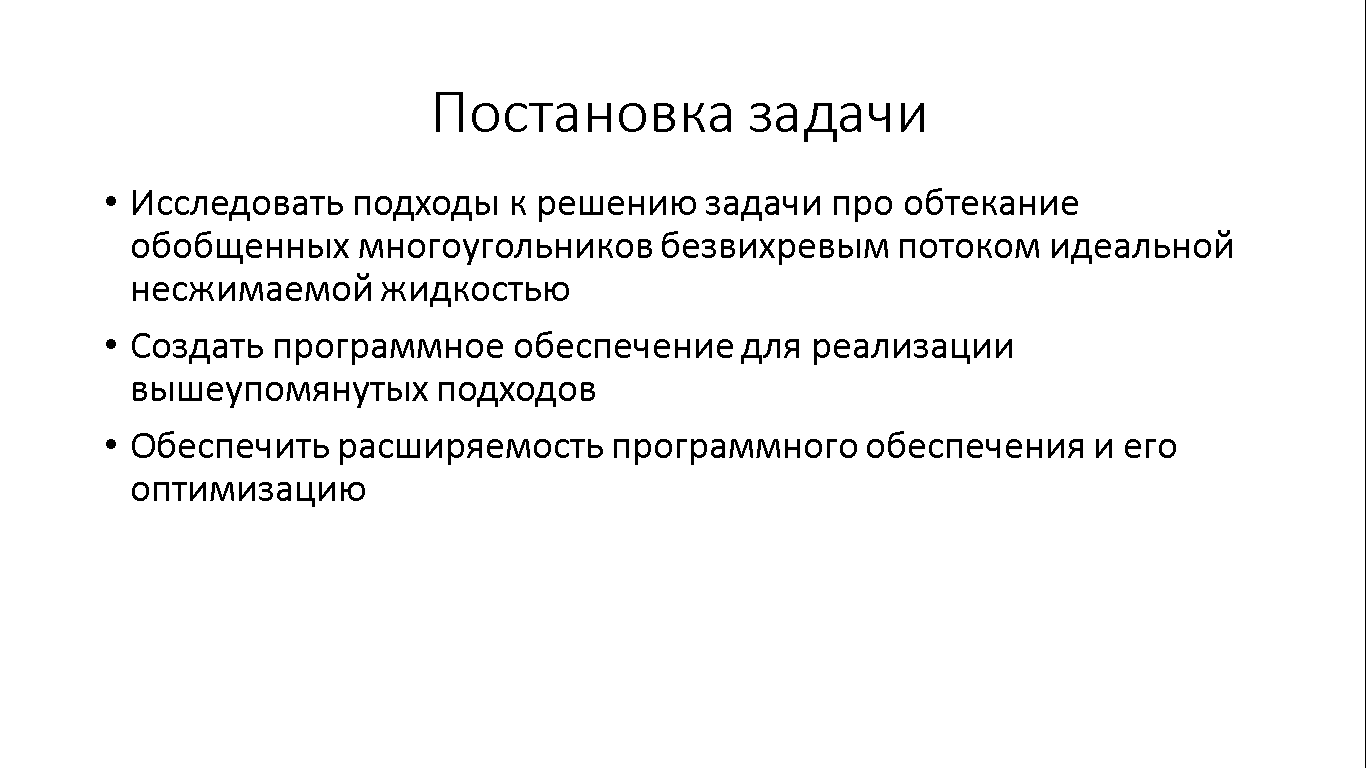 Постановка задачи
• Исследовать подходы к решению задачи про обтекание
обобщенных многоугольников безвихревым потоком идеальной
несжимаемой жидкостью
• Создать программное обеспечение для реализации
вышеупомянутых подходов
• Обеспечить расширяемость программного обеспечения и его
оптимизацию